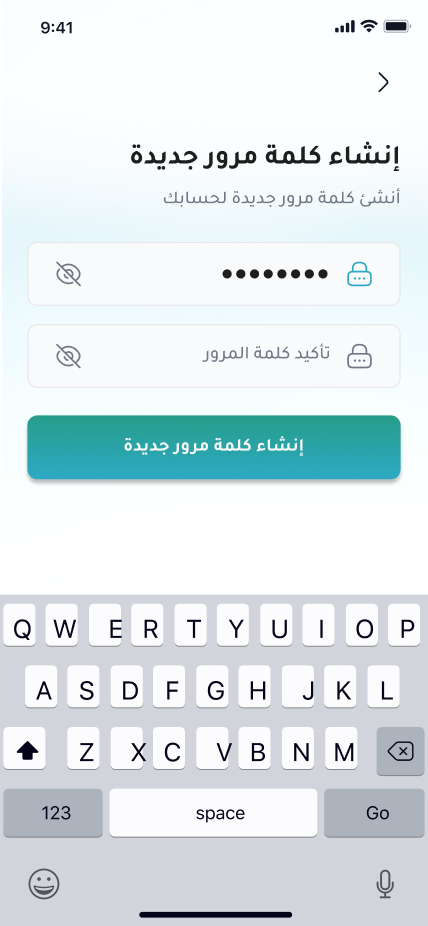 9:41
إنشاء كلمة مرور جديدة
أنشئ كلمة مرور جديدة لحسابك
••••••••
تأكيد كلمة المرور
إنشاء كلمة مرور جديدة
Q W E R T Y U I O P
A S D F G H J K L
Z X C V B N M
123 space Go